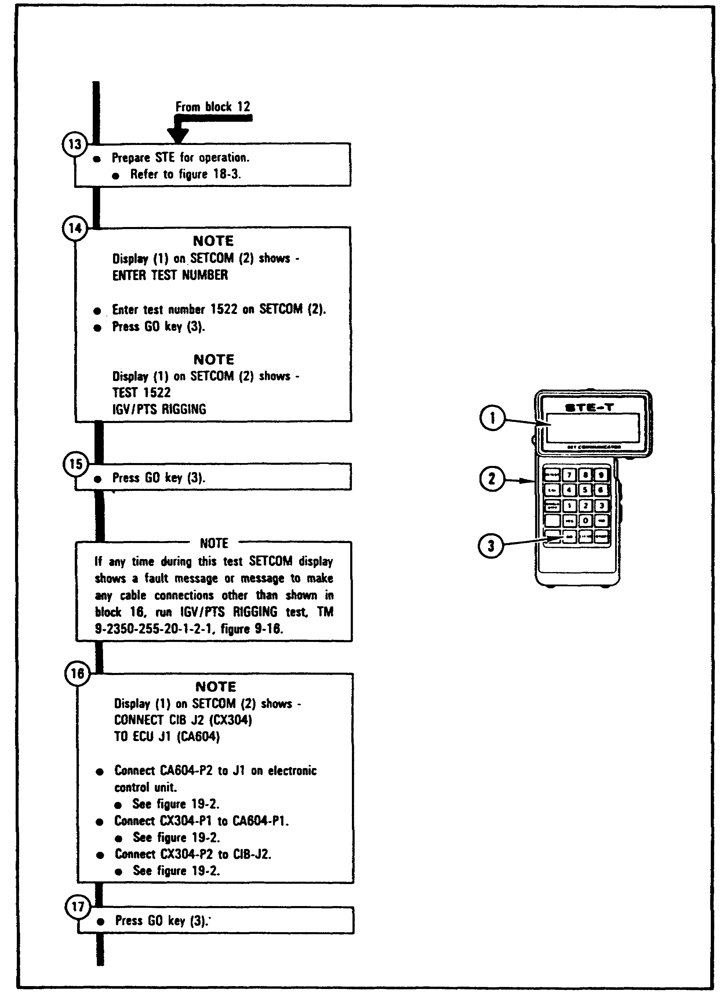 From block 12
13
● Prepare STE for operation.
● Refer to figure 18-3.
14
NOTE
Display (1) on SETCOM (2) shows -
ENTER TEST NUMBER
● Enter test number 1522 on SETCOM (2).
● Press GO key (3).
NOTE
Display (1) on SETCOM (2) shows -
TEST 1522
IGV/PTS RIGGING
15
● Press GO key (3).
NOTE
If any time during this test SETCOM display
shows a fault message or message to make
any cable connections other than shown in
block 16, run IGV/PTS RIGGING test, TM
9-2350-255-20-1-2-1, figure 9-16.
16
NOTE
Display (1) on SETCOM (2) shows -
CONNECT CIB J2 (CX304)
TO ECU J1 (CA604)
● Connect CA604-P2 to J1 on electronic
control unit.
● See figure 19-2.
● Connect CX304-P1 to CA604-P1.
● See figure 19-2.
● Connect CX304-P2 to CIB-J2.
● See figure 19-2.
17
● Press GO key (3).
1
STE-T
SET COMMUNICATOR
2
7 8 9
4 5 6
1 2 3
0
3
GO